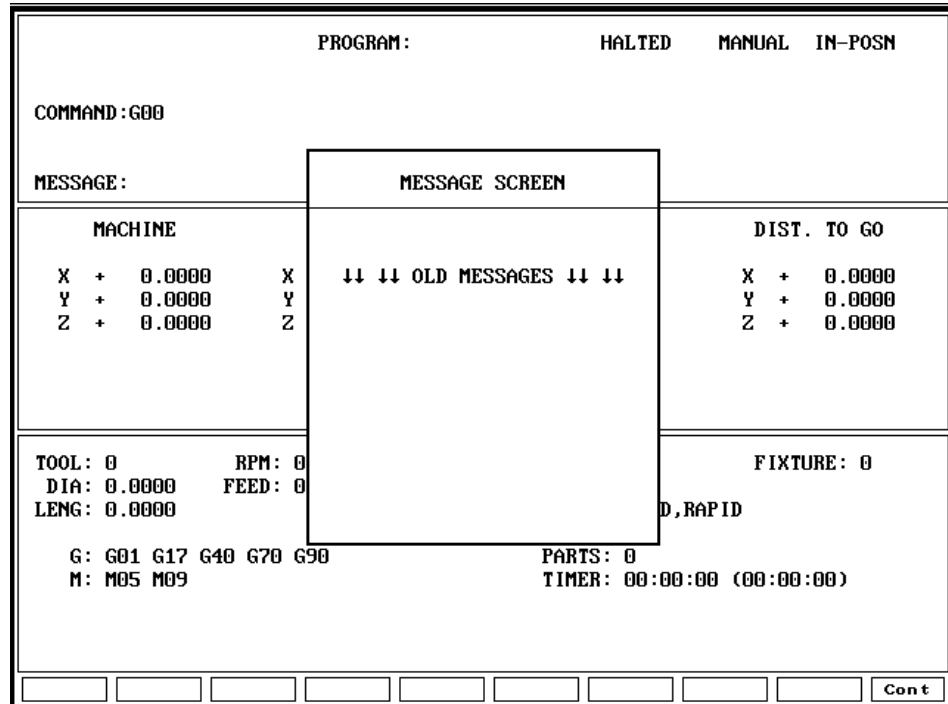 PROGRAM: HALTED MANUAL IN-POSN
COMMAND:G00
MESSAGE:
MESSAGE SCREEN
MACHINE DIST. TO GO
X + 0.0000 X ↓↓ ↓↓ OLD MESSAGES ↓↓ ↓↓ X + 0.0000
Y + 0.0000 Y Y + 0.0000
Z + 0.0000 Z Z + 0.0000
TOOL: 0 RPM: 0 FIXTURE: 0
DIA: 0.0000 FEED: 0
LENG: 0.0000 D,RAPID
G: G01 G17 G40 G70 G90 PARTS: 0
M: M05 M09 TIMER: 00:00:00 (00:00:00)
Cont